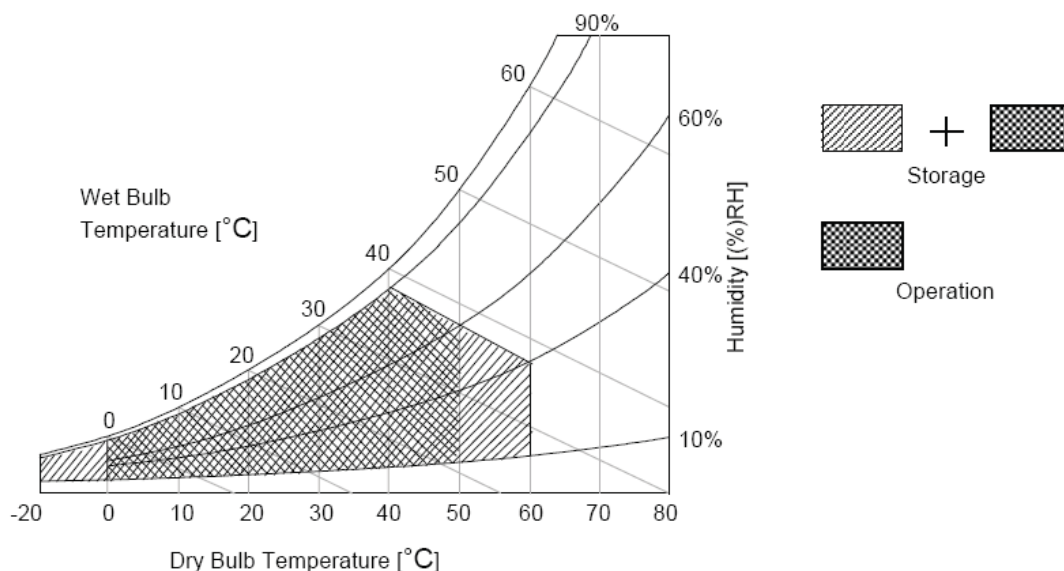 90%
60
60%
50
Wet Bulb
Temperature [°C]
40
30
20
10
0
40%
10%
Humidity [(%)RH]
-20 0 10 20 30 40 50 60 70 80
Dry Bulb Temperature [°C]
+
Storage
Operation